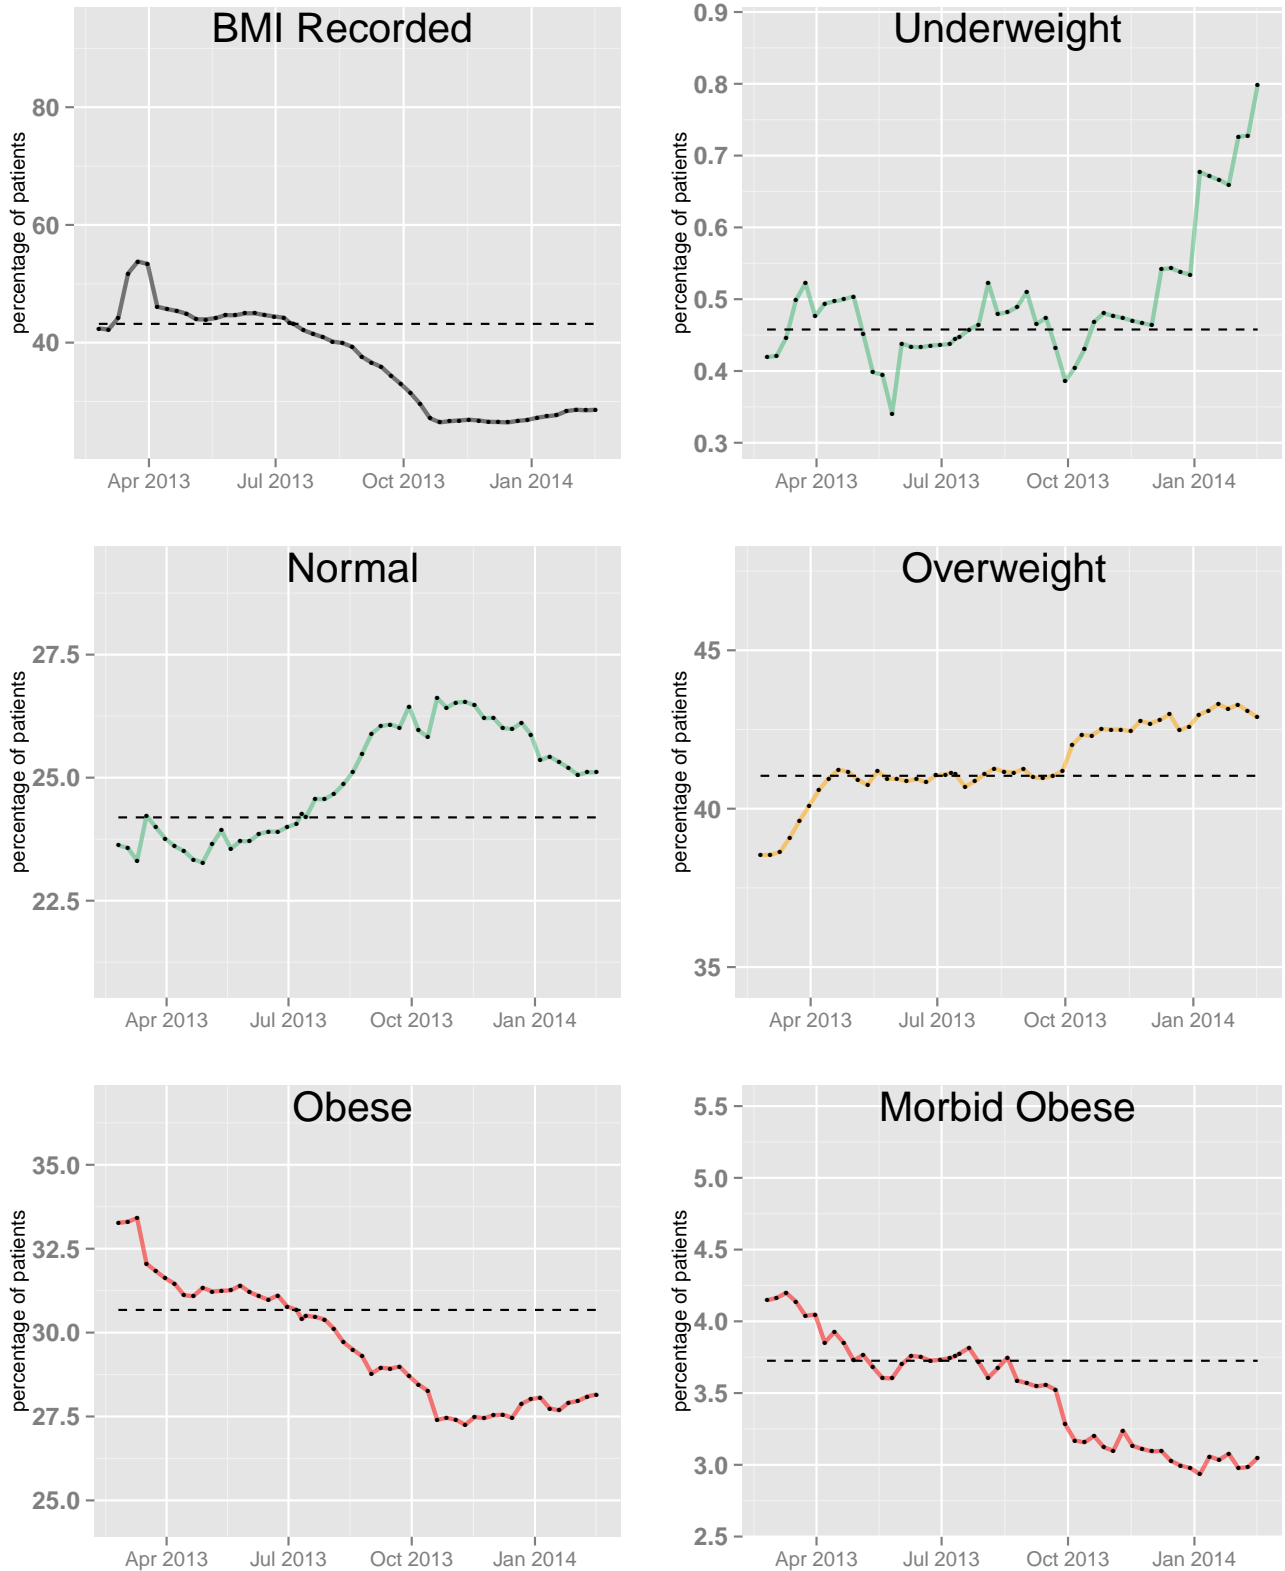 BMI Recorded
percentage of patients
80
60
40
Apr 2013 Jul 2013 Oct 2013 Jan 2014
Underweight
percentage of patients
0.9
0.8
0.7
0.6
0.5
0.4
0.3
Apr 2013 Jul 2013 Oct 2013 Jan 2014
Normal
percentage of patients
27.5
25.0
22.5
Apr 2013 Jul 2013 Oct 2013 Jan 2014
Overweight
percentage of patients
45
40
35
Apr 2013 Jul 2013 Oct 2013 Jan 2014
Obese
percentage of patients
35.0
32.5
30.0
27.5
25.0
Apr 2013 Jul 2013 Oct 2013 Jan 2014
Morbid Obese
percentage of patients
5.5
5.0
4.5
4.0
3.5
3.0
2.5
Apr 2013 Jul 2013 Oct 2013 Jan 2014